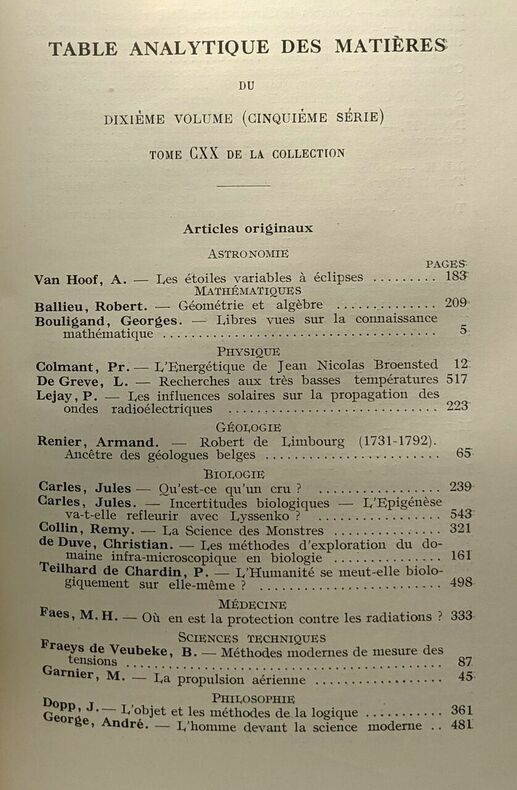 TABLE ANALYTIQUE DES MATIÈRES
DU
DIXIÈME VOLUME (CINQUIÈME SÉRIE)
TOME CXX DE LA COLLECTION
Articles originaux
ASTRONOMIE
PAGES
Van Hoof, A. — Les étoiles variables à éclipses ......... 183
MATHÉMATIQUES
Ballieu, Robert. — Géométrie et algèbre ............ 209
Bouligand, Georges. — Libres vues sur la connaissance
mathématique ................................. 5
PHYSIQUE
Colmant, Pr. — L'Energétique de Jean Nicolas Broensted 12
De Greve, L. — Recherches aux très basses températures 517
Lejay, P. — Les influences solaires sur la propagation des
ondes radioélectriques ......................... 223
GÉOLOGIE
Renier, Armand. — Robert de Limbourg (1731-1792).
Ancêtre des géologues belges ..................... 65
BIOLOGIE
Carles, Jules — Qu'est-ce qu'un cru ? ............... 239
Carles, Jules. — Incertitudes biologiques — L'Epigénèse
va-t-elle refleurir avec Lyssenko ? ................. 543
Collin, Remy. — La Science des Monstres ............ 321
de Duve, Christian. — Les méthodes d'exploration du do-
maine infra-microscopique en biologie .............. 161
Teilhard de Chardin, P. — L'Humanité se meut-elle biolo-
giquement sur elle-même ? ....................... 498
MÉDECINE
Faes, M. H. — Où en est la protection contre les radiations ? 333
SCIENCES TECHNIQUES
Fraeys de Veubeke, B. — Méthodes modernes de mesure des
tensions ..................................... 87
Garnier, M. — La propulsion aérienne ................ 45
PHILOSOPHIE
Dopp, J. — L'objet et les méthodes de la logique .......... 361
George, André. — L'homme devant la science moderne .. 481